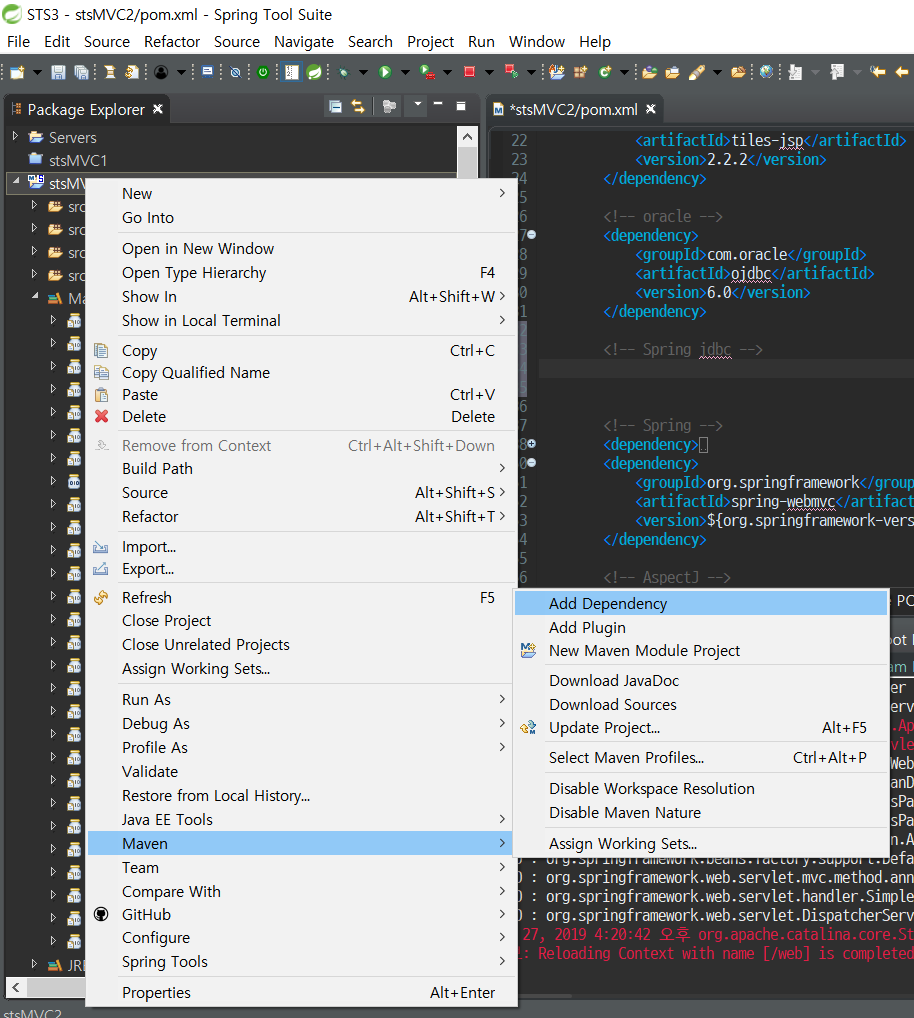 STS3 - stsMVC2/pom.xml - Spring Tool Suite
File Edit Source Refactor Source Navigate Search Project Run Window Help
Package Explorer
*stsMVC2/pom.xml
Servers
stsMVC1
stsMV
src
src
src
src
Ma
JRE
stsMVC2
22 <artifactId>tiles-jsp</artifactId>
23 <version>2.2.2</version>
24 </dependency>
5
6 <!-- oracle -->
7 <dependency>
8 <groupId>com.oracle</groupId>
9 <artifactId>ojdbc</artifactId>
0 <version>6.0</version>
1 </dependency>
2
3 <!-- Spring jdbc -->
4
5
6
7 <!-- Spring -->
8 <dependency>
0 <dependency>
1 <groupId>org.springframework</group
2 <artifactId>spring-webmvc</artifact
3 <version>${org.springframework-vers
4 </dependency>
5
6 <!-- AspectJ -->
New
Go Into
Open in New Window
Open Type Hierarchy F4
Show In Alt+Shift+W
Show in Local Terminal
Copy Ctrl+C
Copy Qualified Name
Paste Ctrl+V
Delete Delete
Remove from Context Ctrl+Alt+Shift+Down
Build Path
Source Alt+Shift+S
Refactor Alt+Shift+T
Import...
Export...
Refresh F5
Close Project
Close Unrelated Projects
Assign Working Sets...
Run As
Debug As
Profile As
Validate
Restore from Local History...
Java EE Tools
Maven
Team
Compare With
GitHub
Configure
Spring Tools
Properties Alt+Enter
Add Dependency
Add Plugin
New Maven Module Project
Download JavaDoc
Download Sources
Update Project... Alt+F5
Select Maven Profiles... Ctrl+Alt+P
Disable Workspace Resolution
Disable Maven Nature
Assign Working Sets...
PO
oot
am
er
erv
.Ap
vle
Web
anD
sPa
sPa
n.A
0 : org.springframework.beans.factory.support.Defa
0 : org.springframework.web.servlet.mvc.method.ann
0 : org.springframework.web.servlet.handler.Simple
0 : org.springframework.web.servlet.DispatcherServ
27, 2019 4:20:42 오후 org.apache.catalina.core.St
: Reloading Context with name [/web] is completed